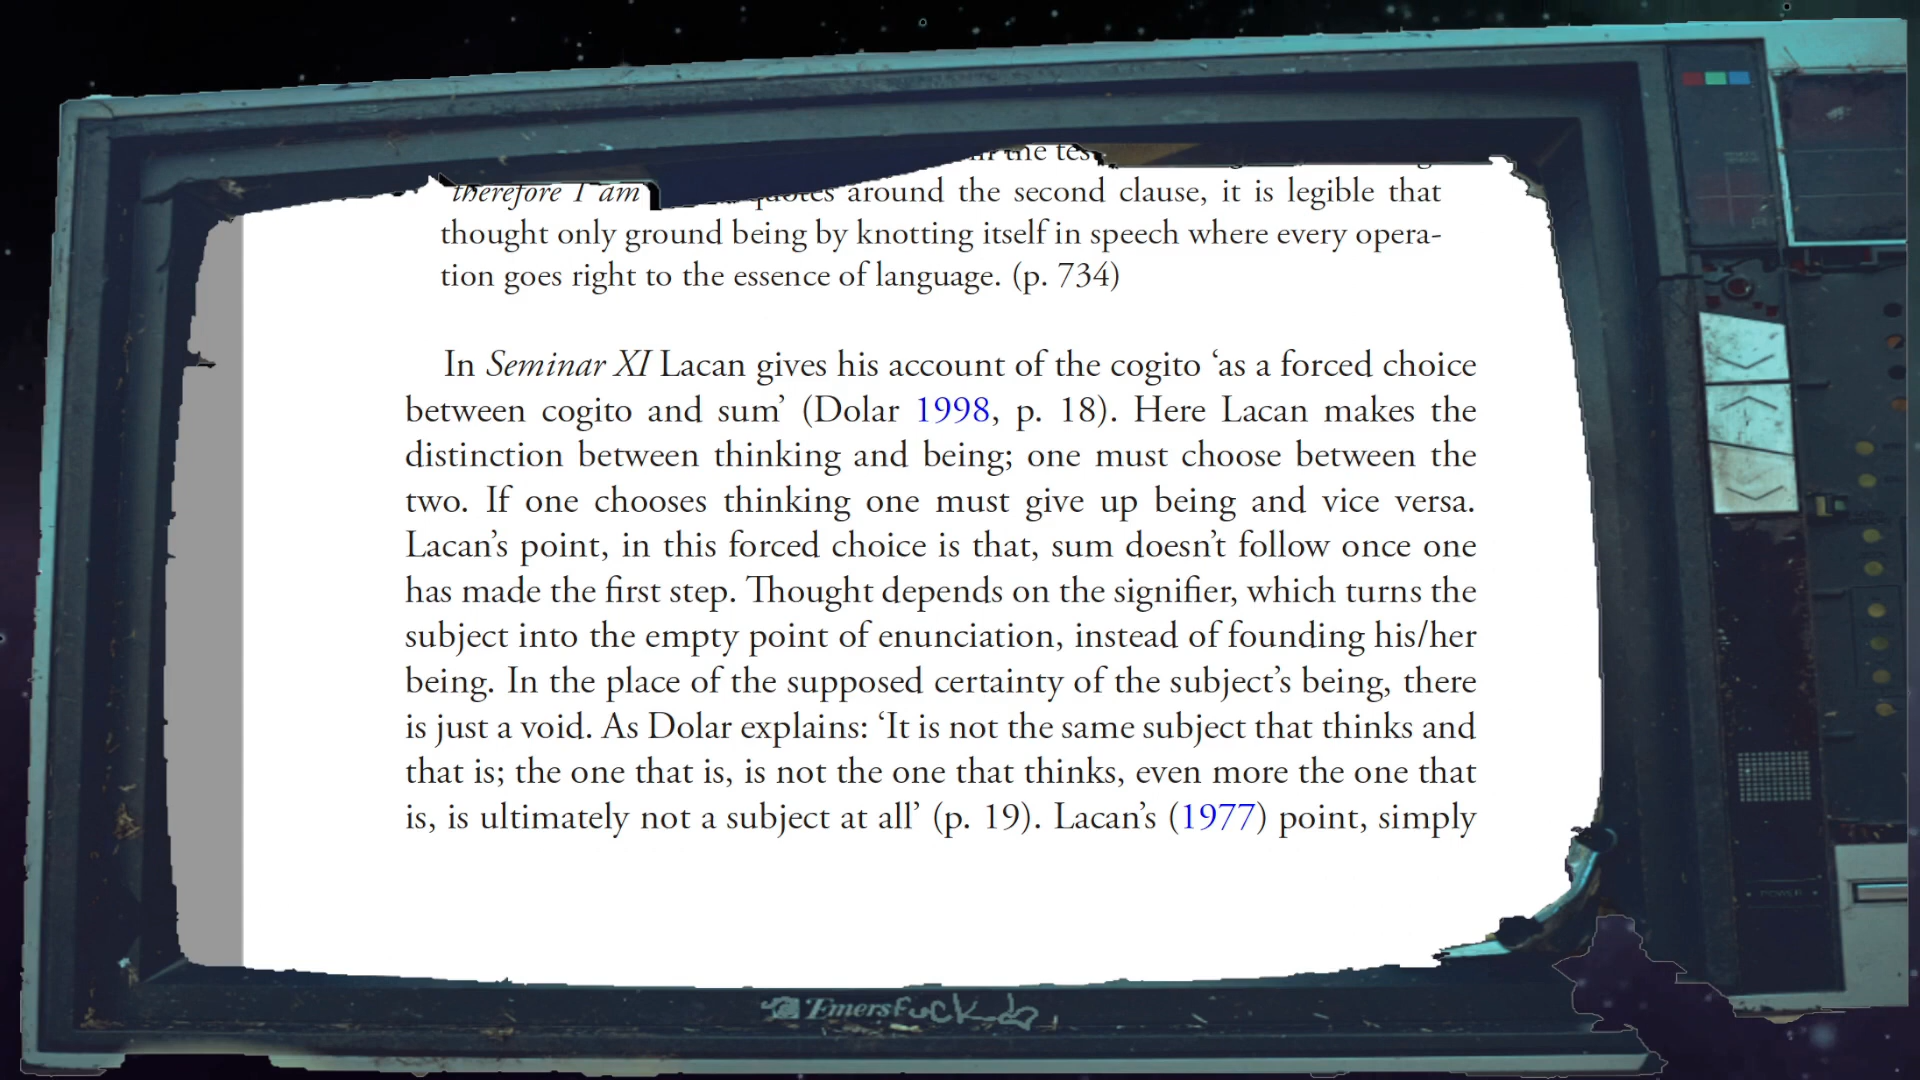 in the test
therefore I am quotes around the second clause, it is legible that
thought only ground being by knotting itself in speech where every opera-
tion goes right to the essence of language. (p. 734)
In Seminar XI Lacan gives his account of the cogito ‘as a forced choice
between cogito and sum’ (Dolar 1998, p. 18). Here Lacan makes the
distinction between thinking and being; one must choose between the
two. If one chooses thinking one must give up being and vice versa.
Lacan’s point, in this forced choice is that, sum doesn’t follow once one
has made the first step. Thought depends on the signifier, which turns the
subject into the empty point of enunciation, instead of founding his/her
being. In the place of the supposed certainty of the subject’s being, there
is just a void. As Dolar explains: ‘It is not the same subject that thinks and
that is; the one that is, is not the one that thinks, even more the one that
is, is ultimately not a subject at all’ (p. 19). Lacan’s (1977) point, simply
EmersFuck
POWER